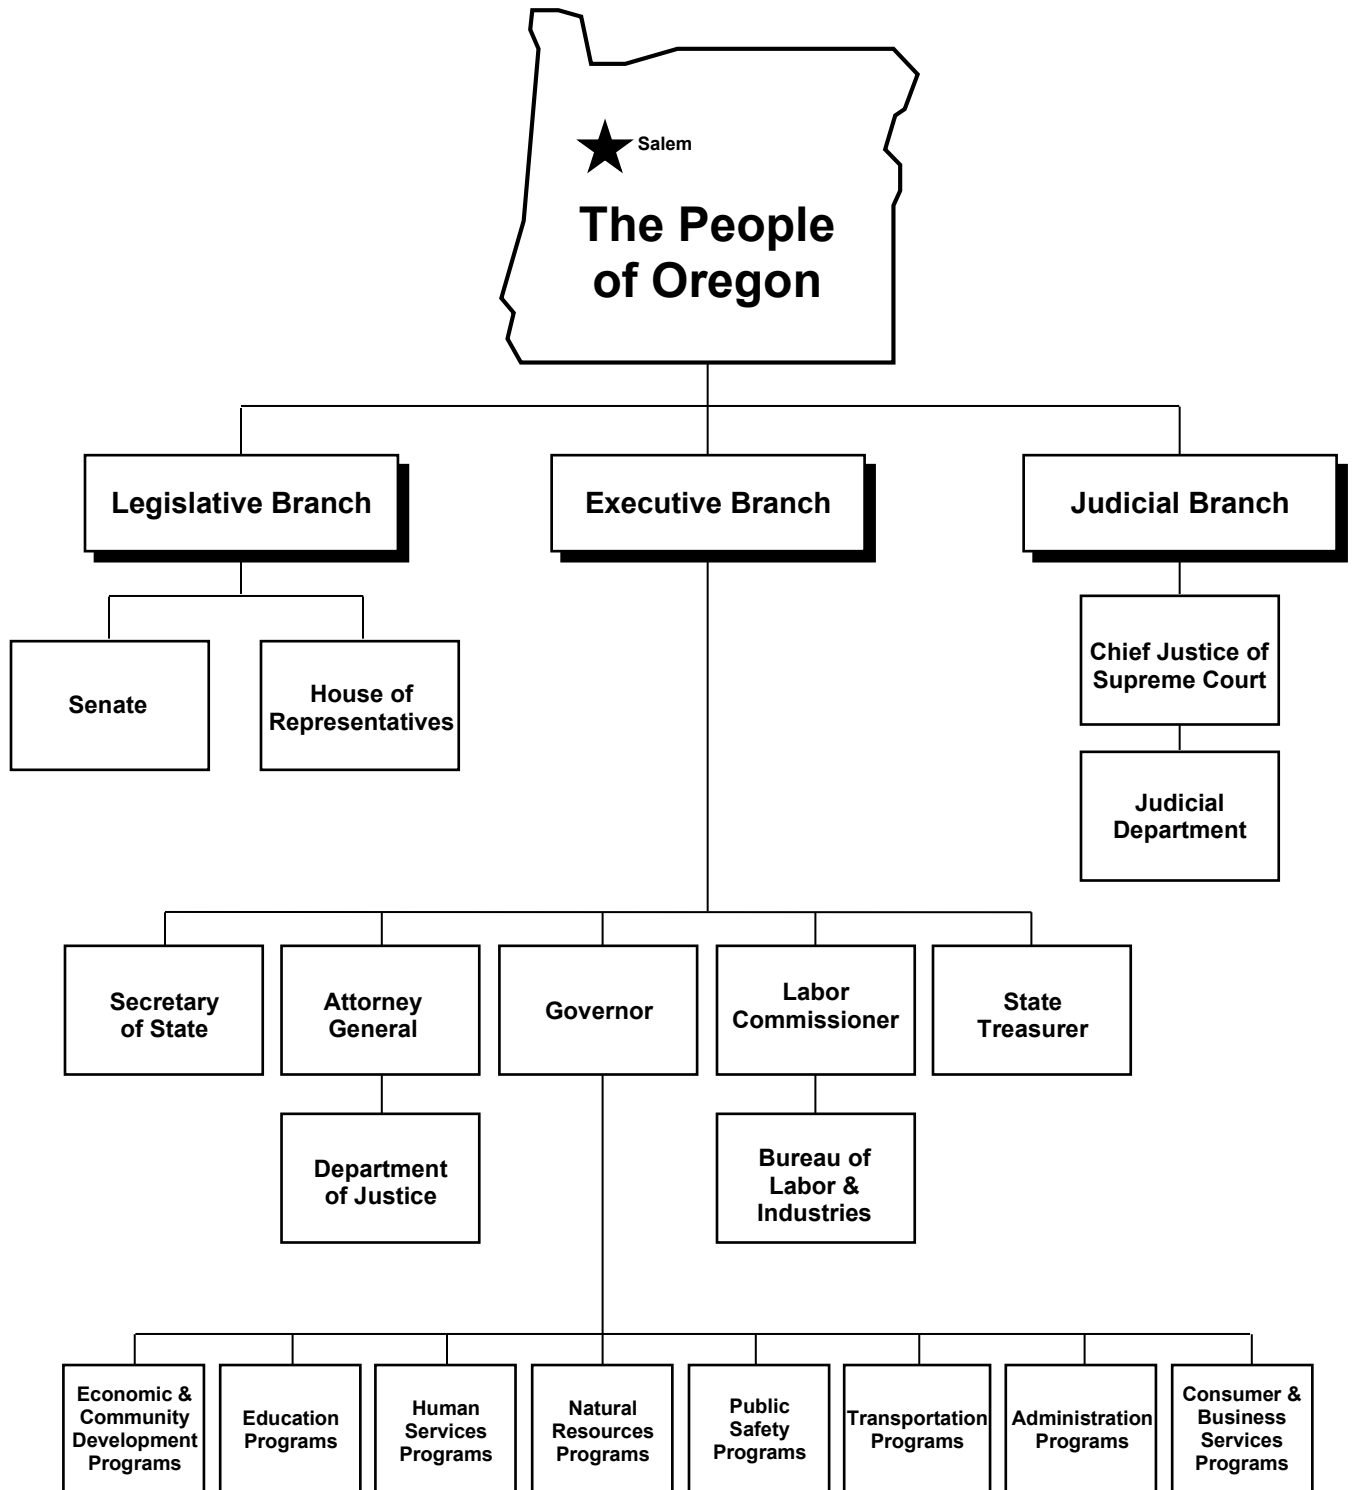 Salem
The People
of Oregon
Legislative Branch
Executive Branch
Judicial Branch
Senate
House of
Representatives
Chief Justice of
Supreme Court
Judicial
Department
Secretary
of State
Attorney
General
Governor
Labor
Commissioner
State
Treasurer
Department
of Justice
Bureau of
Labor &
Industries
Economic &
Community
Development
Programs
Education
Programs
Human
Services
Programs
Natural
Resources
Programs
Public
Safety
Programs
Transportation
Programs
Administration
Programs
Consumer &
Business
Services
Programs